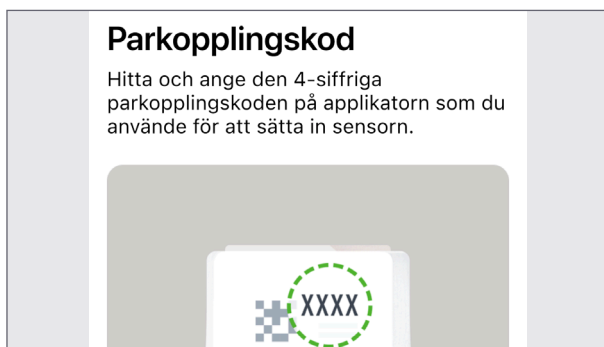 Parkopplingskod
Hitta och ange den 4-siffriga
parkopplingskoden på applikatorn som du
använde för att sätta in sensorn.
XXXX